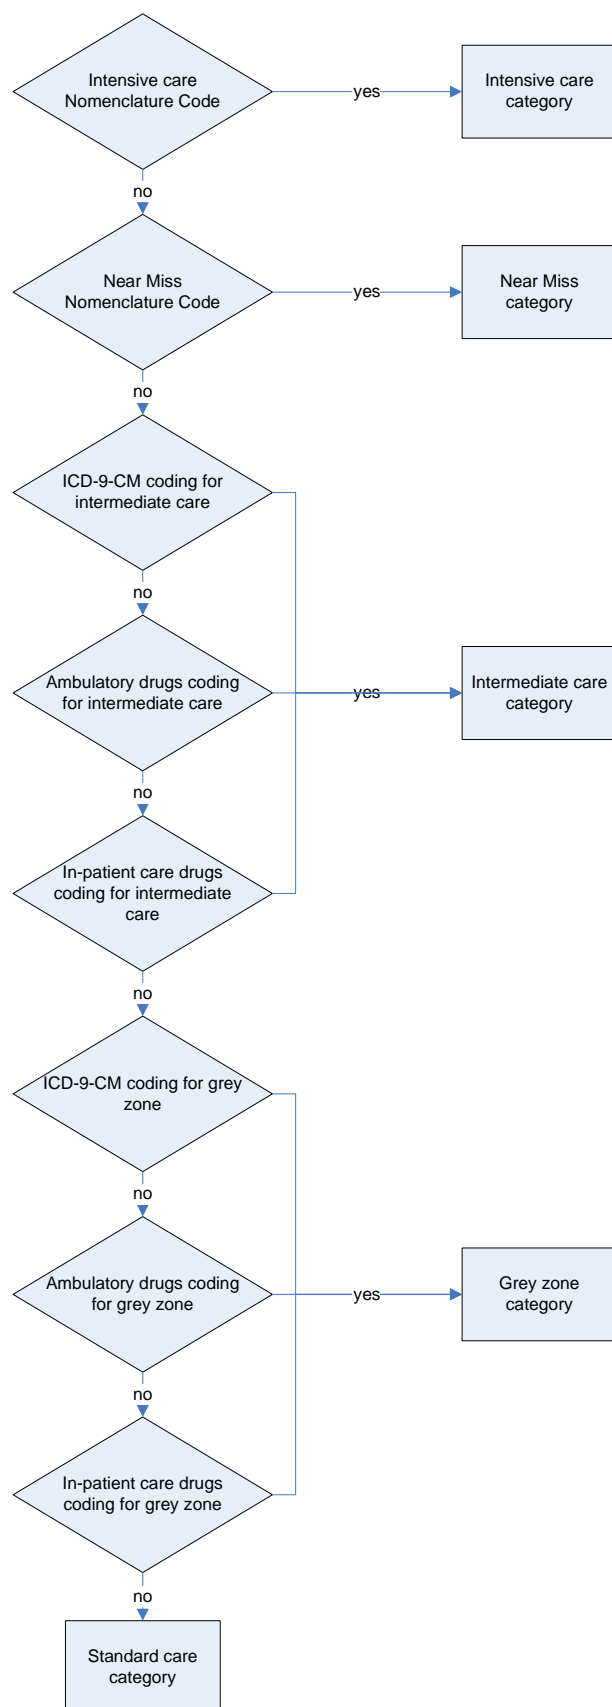 Intensive care
Nomenclature Code
yes
Intensive care
category
no
Near Miss
Nomenclature Code
yes
Near Miss
category
no
ICD-9-CM coding for
intermediate care
no
Ambulatory drugs coding
for intermediate care
yes
Intermediate care
category
no
In-patient care drugs
coding for intermediate
care
no
ICD-9-CM coding for grey
zone
no
Ambulatory drugs coding
for grey zone
yes
Grey zone
category
no
In-patient care drugs
coding for grey zone
no
Standard care
category